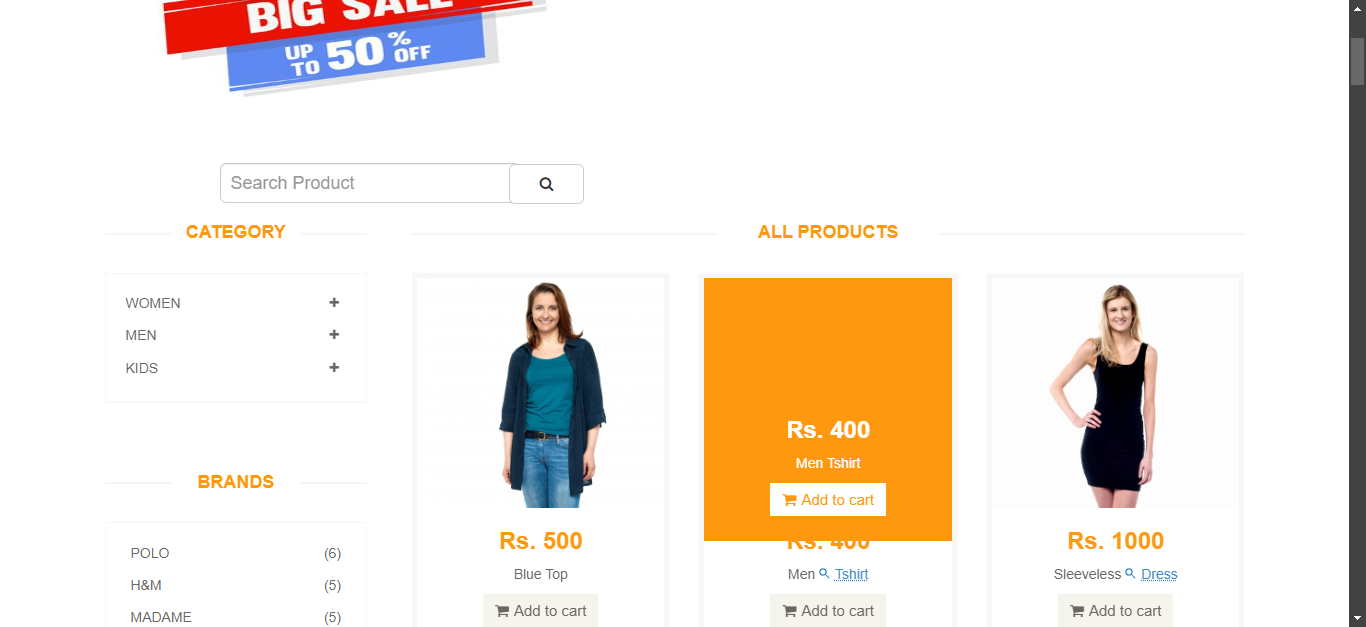 BIG SALE
UP TO 50% OFF
Search Product
CATEGORY
ALL PRODUCTS
WOMEN
MEN
KIDS
BRANDS
POLO (6)
H&M (5)
MADAME (5)
Rs. 500
Blue Top
Add to cart
Rs. 400
Men Tshirt
Add to cart
Rs. 400
Men Tshirt
Add to cart
Rs. 1000
Sleeveless Dress
Add to cart